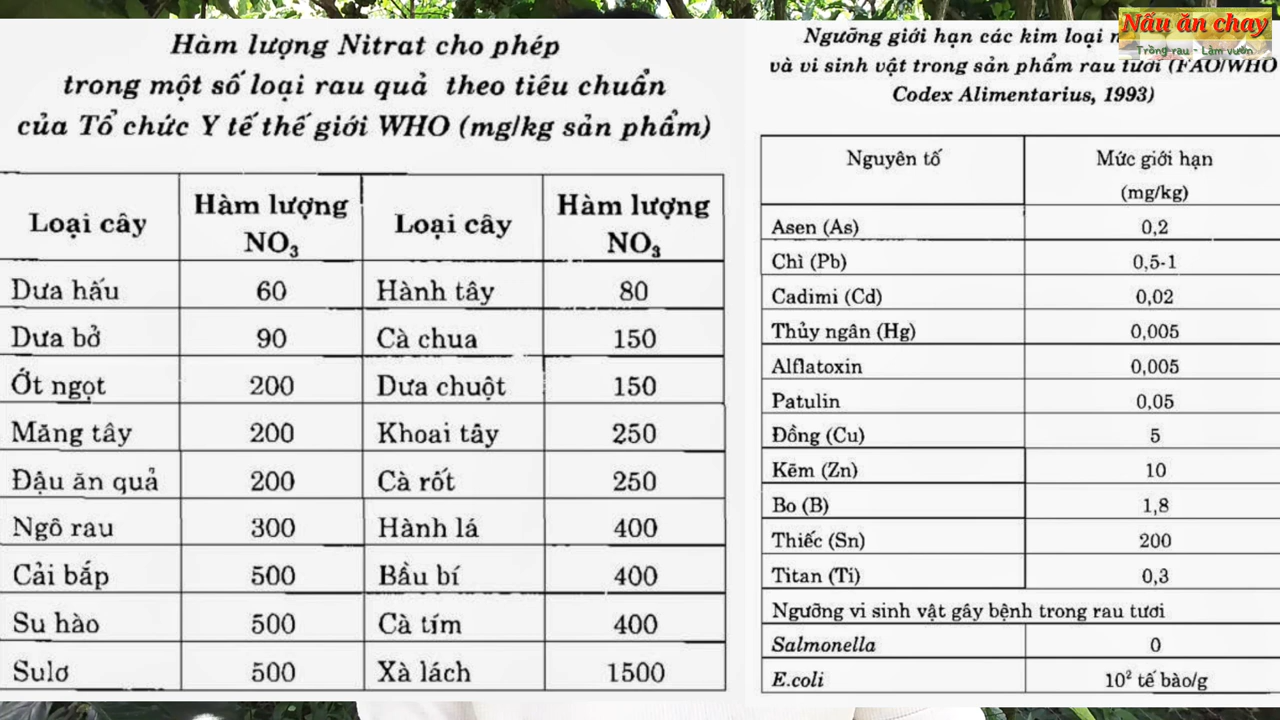 Hàm lượng Nitrat cho phép
trong một số loại rau quả theo tiêu chuẩn
của Tổ chức Y tế thế giới WHO (mg/kg sản phẩm)
Loại cây Hàm lượng NO₃ Loại cây Hàm lượng NO₃
Dưa hấu 60 Hành tây 80
Dưa bở 90 Cà chua 150
Ớt ngọt 200 Dưa chuột 150
Măng tây 200 Khoai tây 250
Đậu ăn quả 200 Cà rốt 250
Ngô rau 300 Hành lá 400
Cải bắp 500 Bầu bí 400
Su hào 500 Cà tím 400
Sulơ 500 Xà lách 1500
Nấu ăn chay
Trồng rau - Làm vườn
Ngưỡng giới hạn các kim loại
và vi sinh vật trong sản phẩm rau tươi (FAO/WHO
Codex Alimentarius, 1993)
Nguyên tố Mức giới hạn
(mg/kg)
Asen (As) 0,2
Chì (Pb) 0,5-1
Cadimi (Cd) 0,02
Thủy ngân (Hg) 0,005
Alflatoxin 0,005
Patulin 0,05
Đồng (Cu) 5
Kẽm (Zn) 10
Bo (B) 1,8
Thiếc (Sn) 200
Titan (Ti) 0,3
Ngưỡng vi sinh vật gây bệnh trong rau tươi
Salmonella 0
E.coli 10² tế bào/g